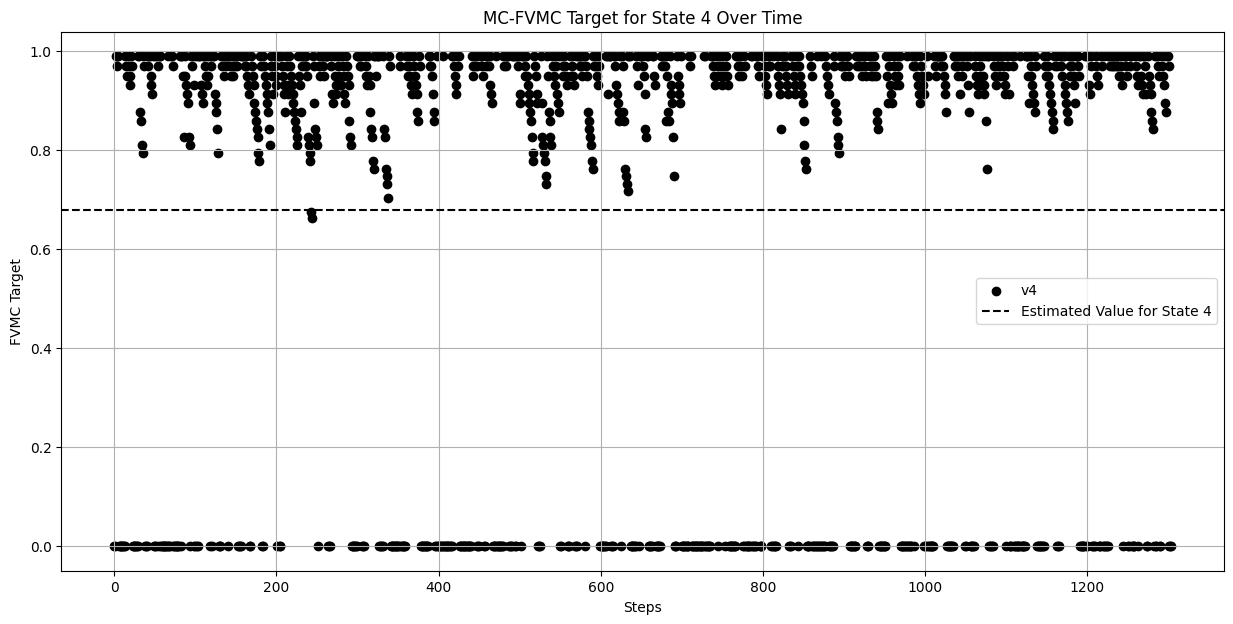 MC-FVMC Target for State 4 Over Time
FVMC Target
1.0
0.8
0.6
0.4
0.2
0.0
v4
Estimated Value for State 4
0 200 400 600 800 1000 1200
Steps